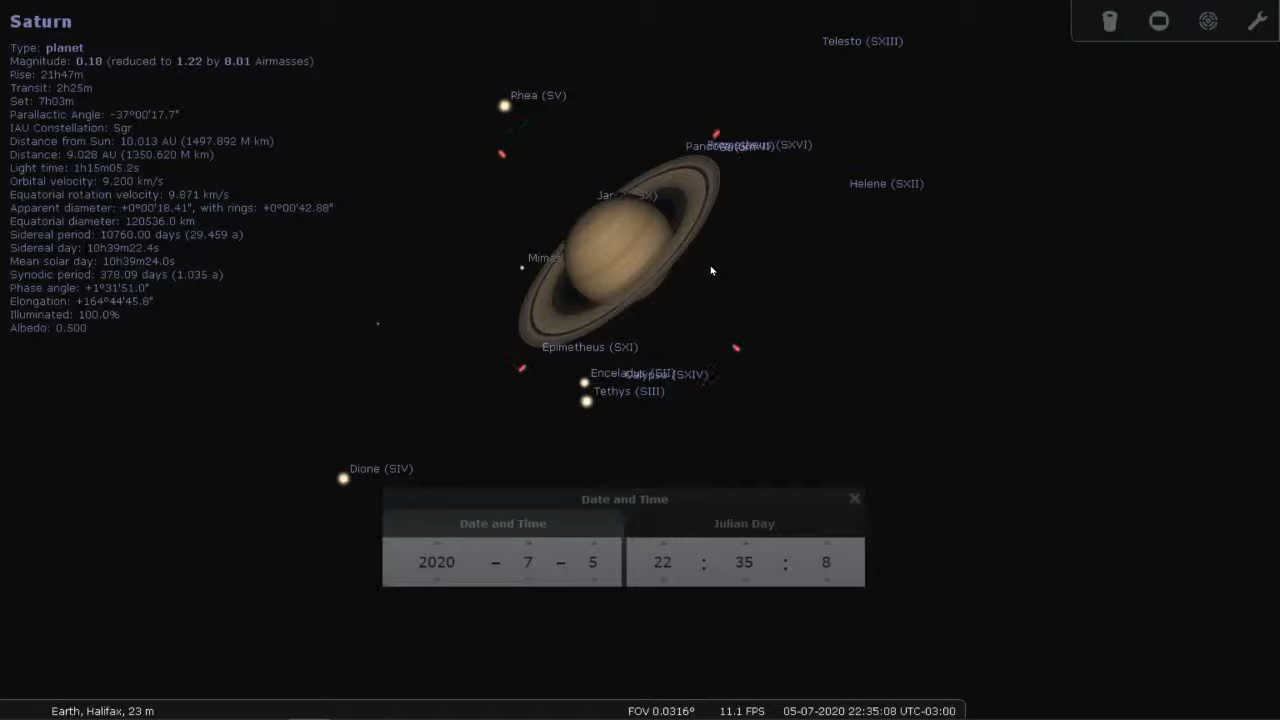 Saturn
Type: planet
Magnitude: 0.18 (reduced to 1.22 by 8.01 Airmasses)
Rise: 21h47m
Transit: 2h25m
Set: 7h03m
Parallactic Angle: -37°00'17.7"
IAU Constellation: Sgr
Distance from Sun: 10.013 AU (1497.892 M km)
Distance: 9.028 AU (1350.620 M km)
Light time: 1h15m05.2s
Orbital velocity: 9.200 km/s
Equatorial rotation velocity: 9.871 km/s
Apparent diameter: +0°00'18.41", with rings: +0°00'42.88"
Equatorial diameter: 120536.0 km
Sidereal period: 10760.00 days (29.459 a)
Sidereal day: 10h39m22.4s
Mean solar day: 10h39m24.0s
Synodic period: 378.09 days (1.035 a)
Phase angle: +1°31'51.0"
Elongation: +164°44'45.8"
Illuminated: 100.0%
Albedo: 0.500
Telesto (SXIII)
Rhea (SV)
Helene (SXII)
Epimetheus (SXI)
Enceladus (SII)
Calypso (SXIV)
Tethys (SIII)
Dione (SIV)
Date and Time
Date and Time Julian Day
2020 - 7 - 5 22 : 35 : 8
Earth, Halifax, 23 m FOV 0.0316° 11.1 FPS 05-07-2020 22:35:08 UTC-03:00